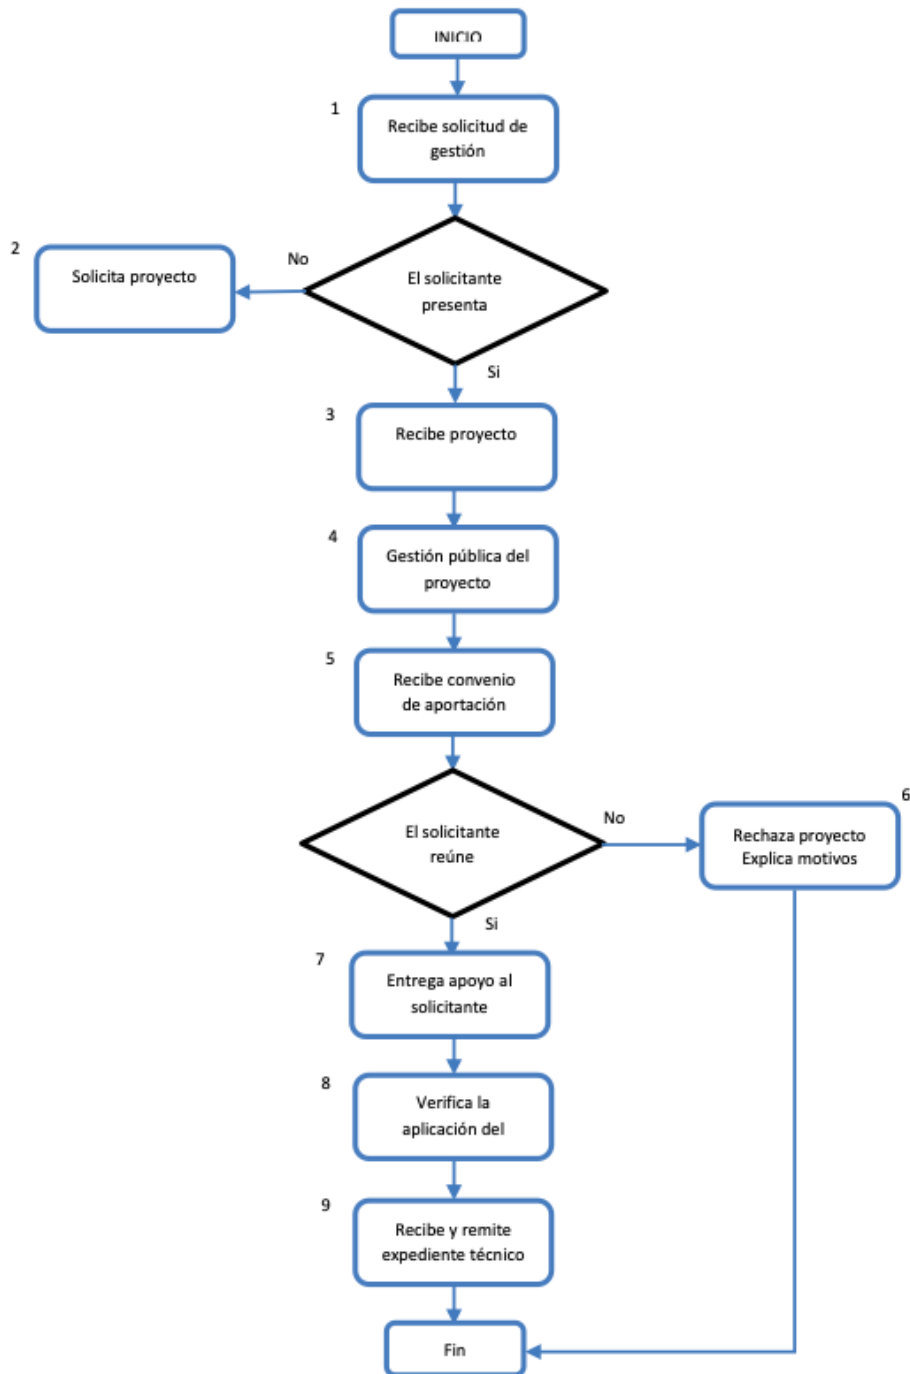 INICIO
1
Recibe solicitud de
gestión
2
Solicita proyecto
No
El solicitante
presenta
Si
3
Recibe proyecto
4
Gestión pública del
proyecto
5
Recibe convenio
de aportación
El solicitante
reúne
No
6
Rechaza proyecto
Explica motivos
Si
7
Entrega apoyo al
solicitante
8
Verifica la
aplicación del
9
Recibe y remite
expediente técnico
Fin